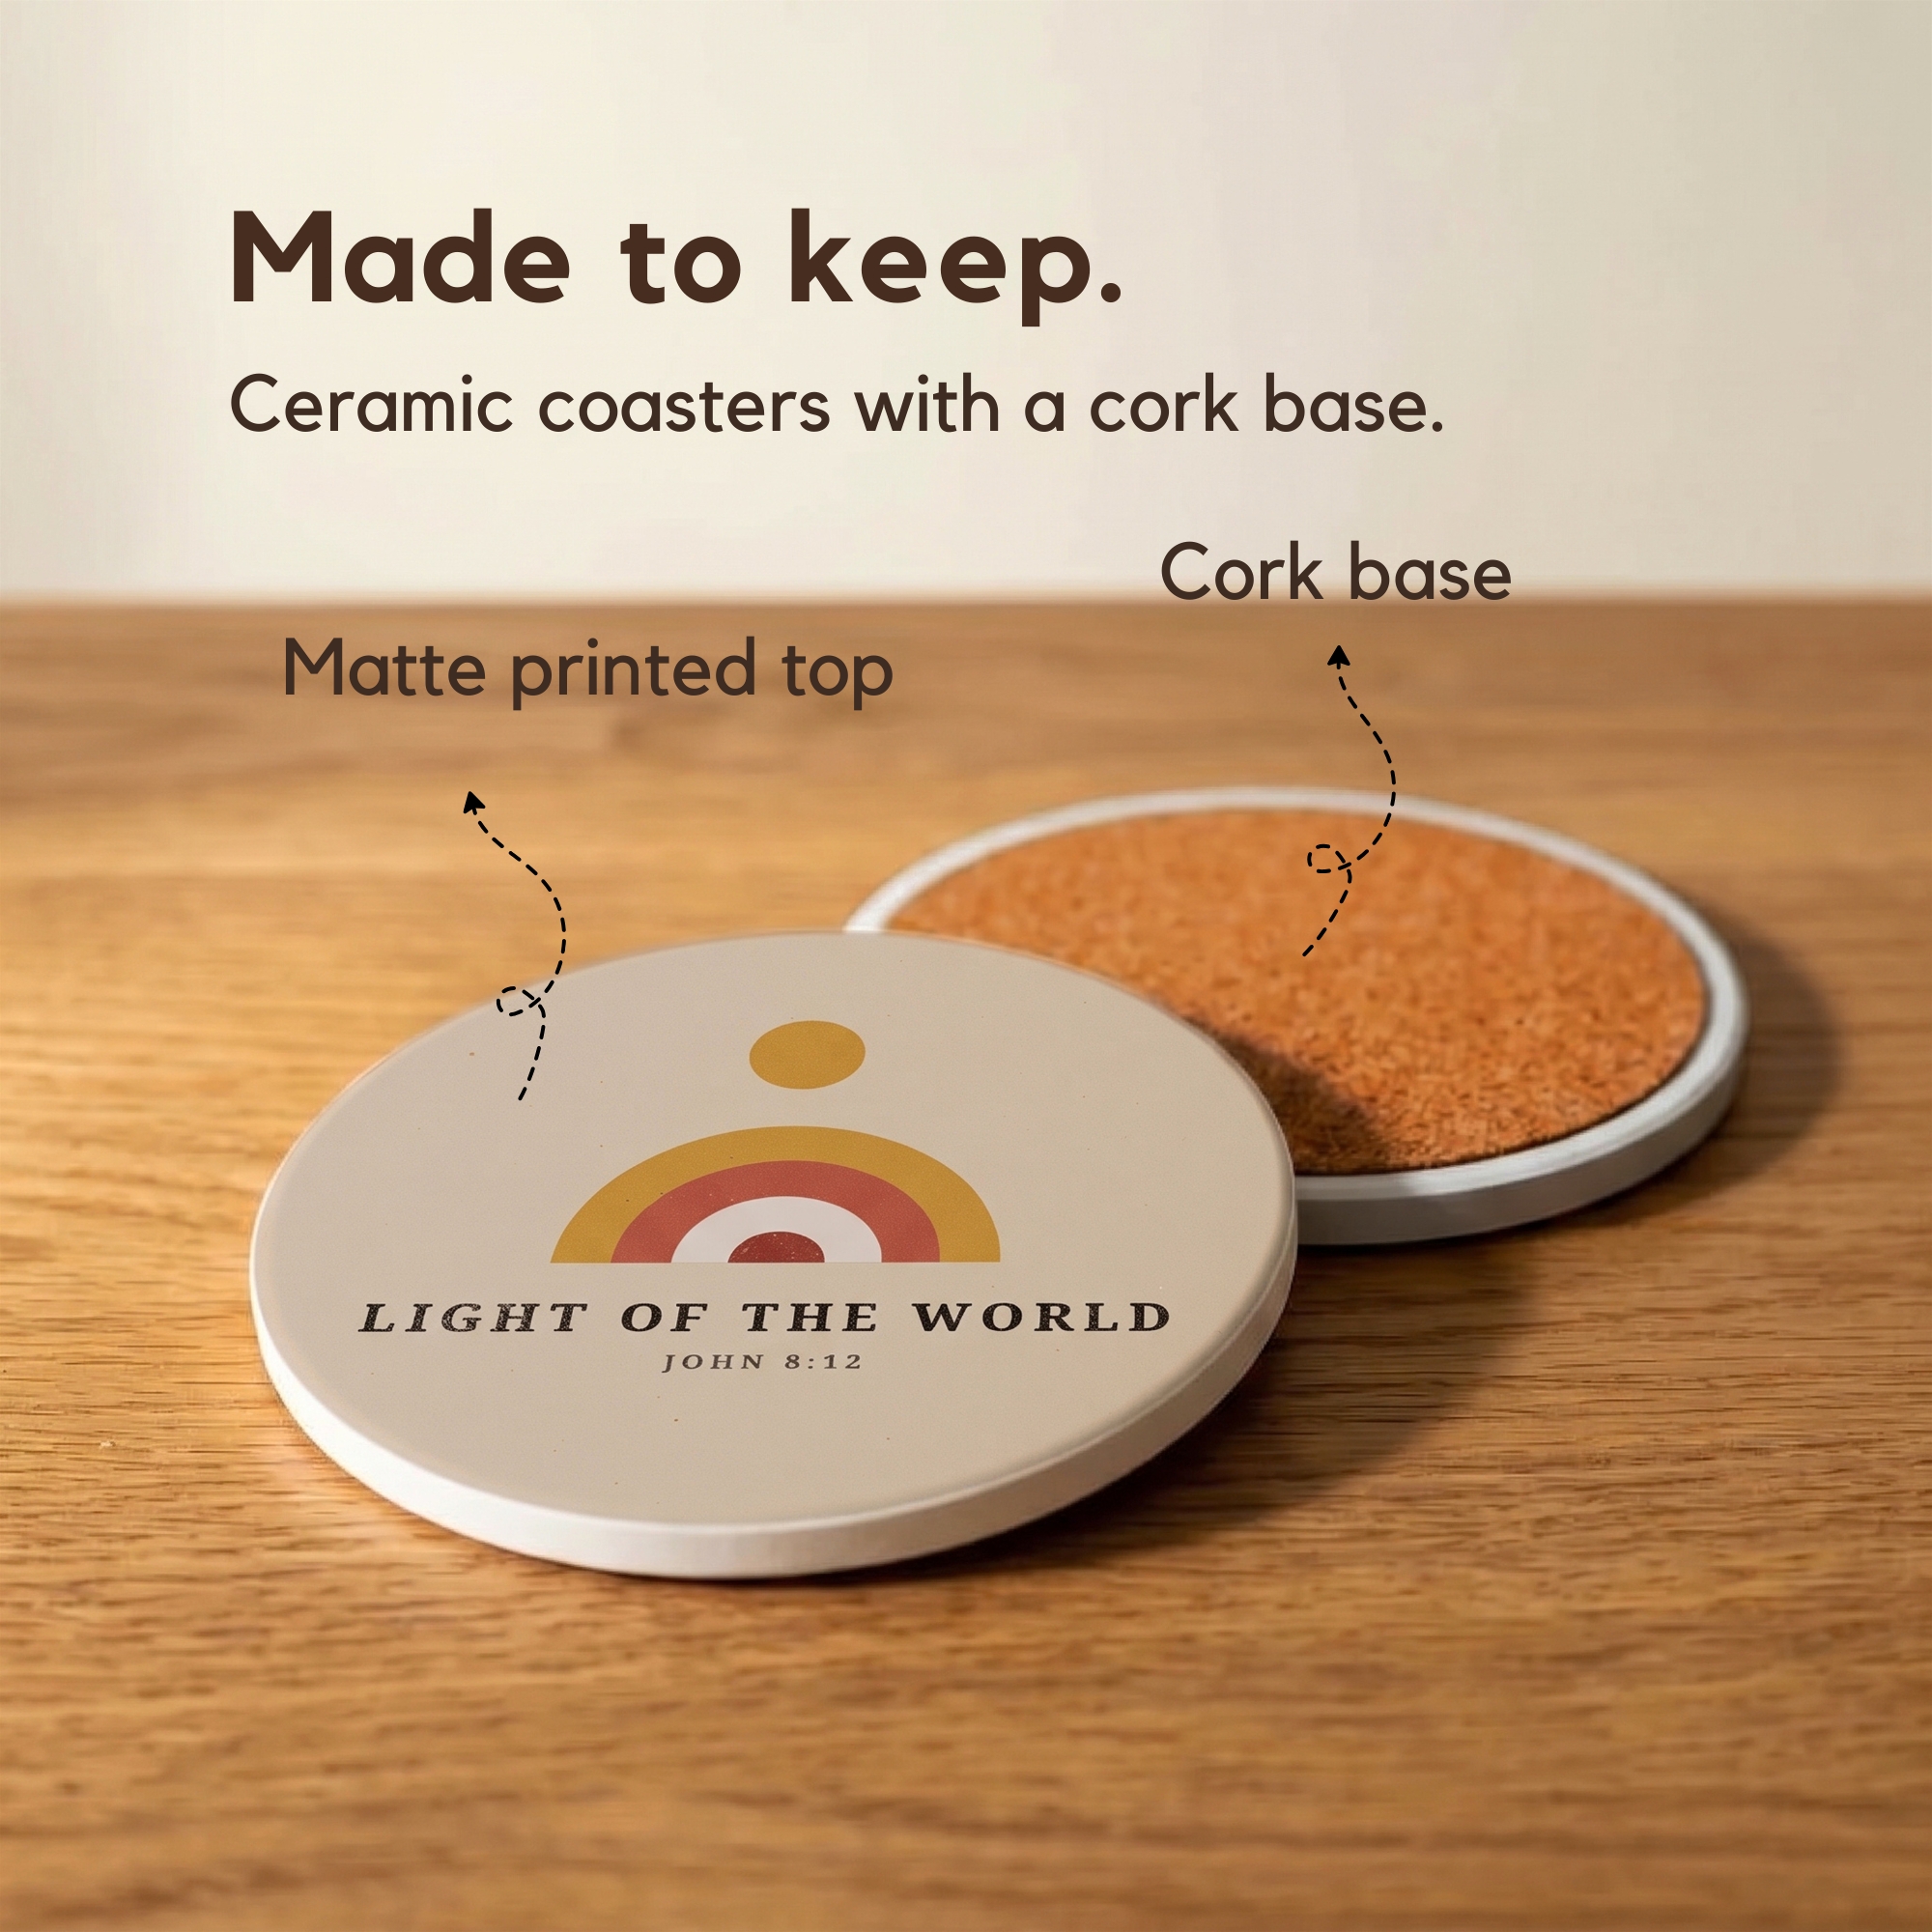 Made to keep.
Ceramic coasters with a cork base.
Cork base
Matte printed top
LIGHT OF THE WORLD
JOHN 8:12